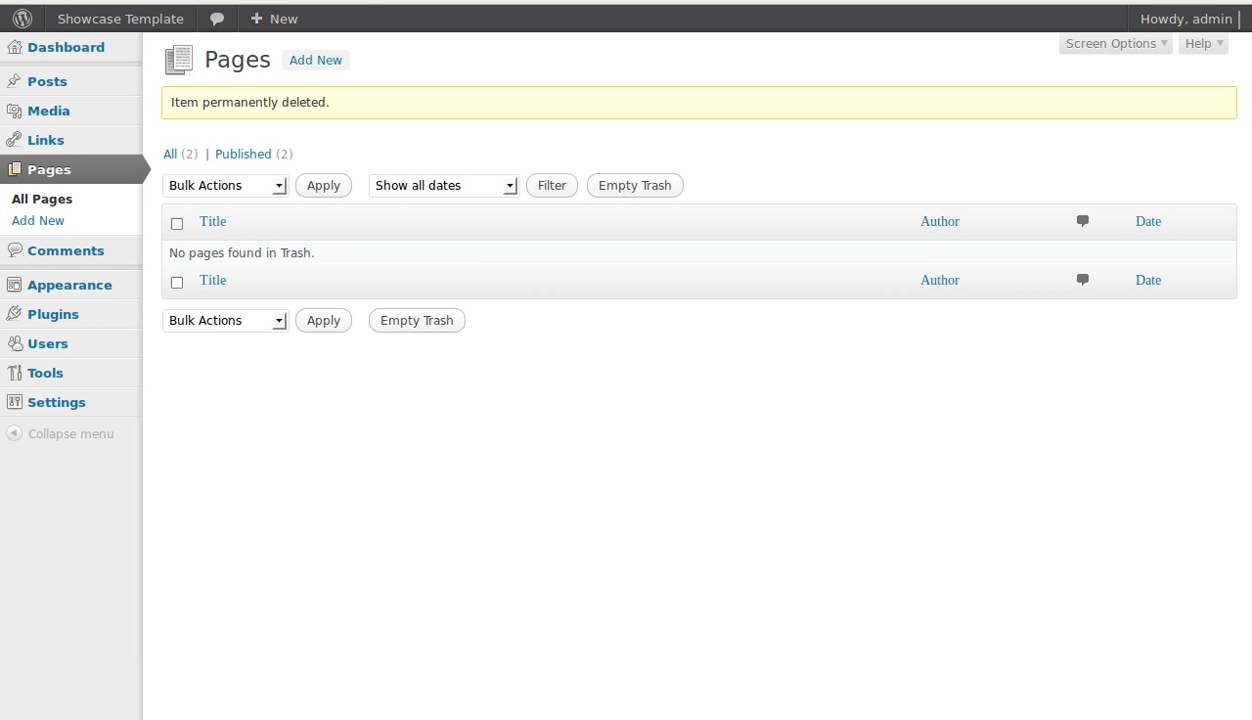 Showcase Template + New Howdy, admin
Dashboard
Posts
Media
Links
Pages
All Pages
Add New
Comments
Appearance
Plugins
Users
Tools
Settings
Collapse menu
Screen Options Help
Pages Add New
Item permanently deleted.
All (2) | Published (2)
Bulk Actions Apply Show all dates Filter Empty Trash
Title Author Date
No pages found in Trash.
Title Author Date
Bulk Actions Apply Empty Trash